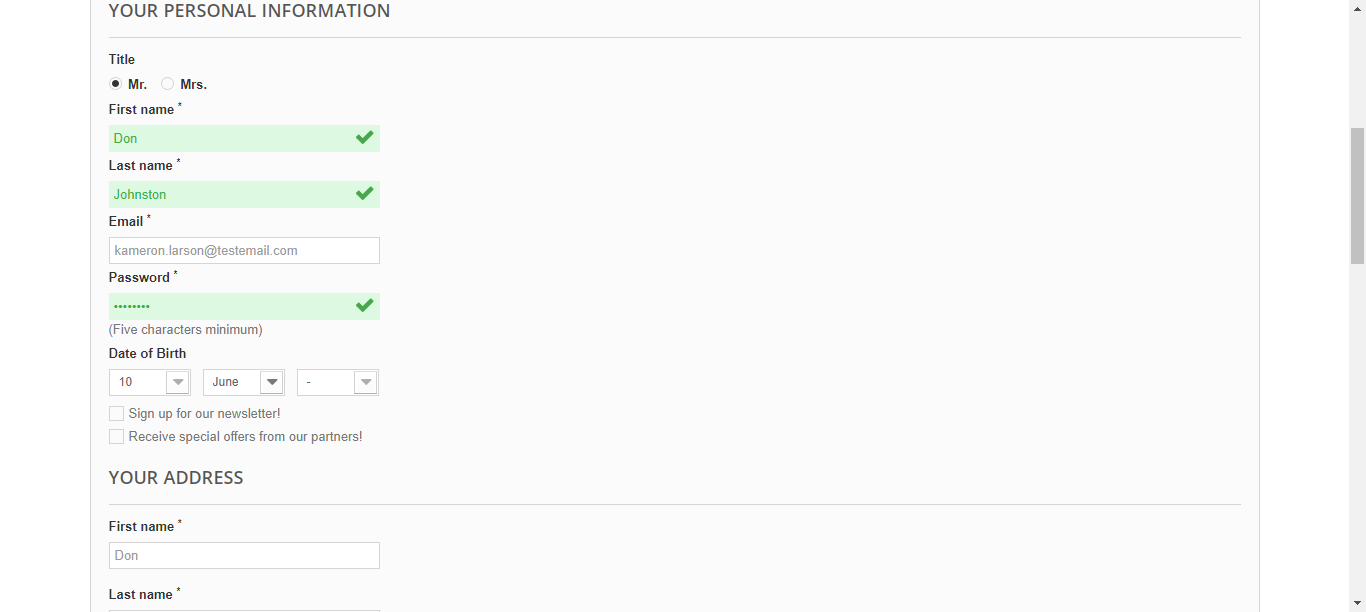 YOUR PERSONAL INFORMATION
Title
Mr. Mrs.
First name *
Don
Last name *
Johnston
Email *
kameron.larson@testemail.com
Password *
••••••••
(Five characters minimum)
Date of Birth
10 June -
Sign up for our newsletter!
Receive special offers from our partners!
YOUR ADDRESS
First name *
Don
Last name *